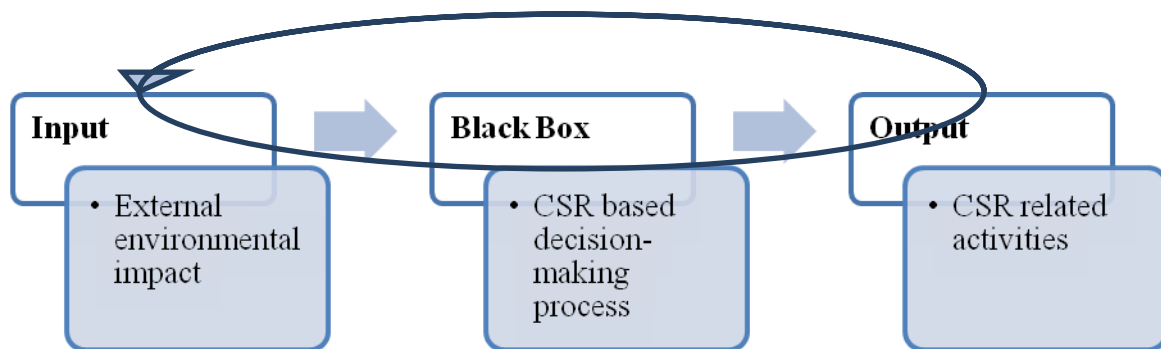 Input
• External
environmental
impact
Black Box
• CSR based
decision-
making
process
Output
• CSR related
activities